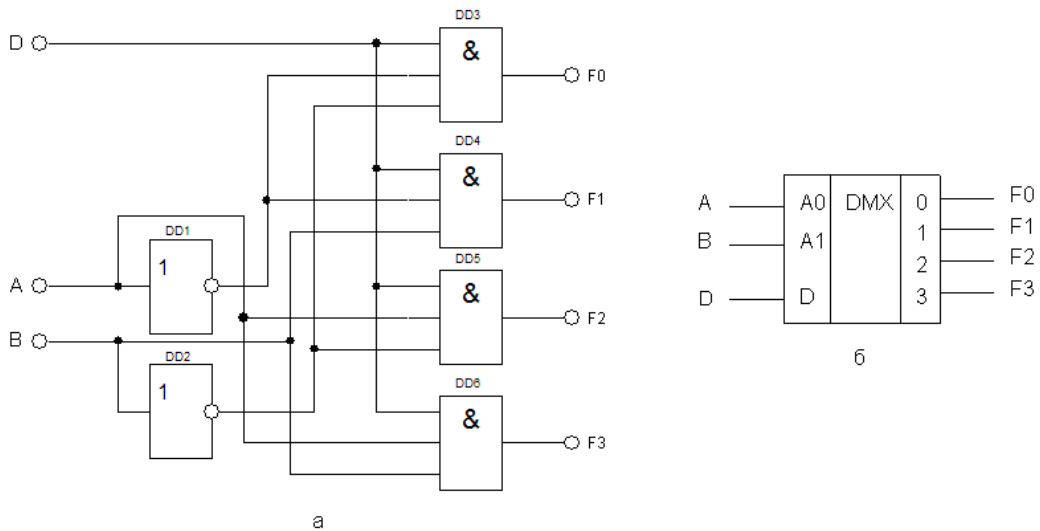 DD3
D
&
F0
DD4
&
F1
DD1
1
A
DD5
&
F2
B
DD2
1
DD6
&
F3
а
A A0 DMX 0 F0
B A1 1 F1
2 F2
D D 3 F3
б